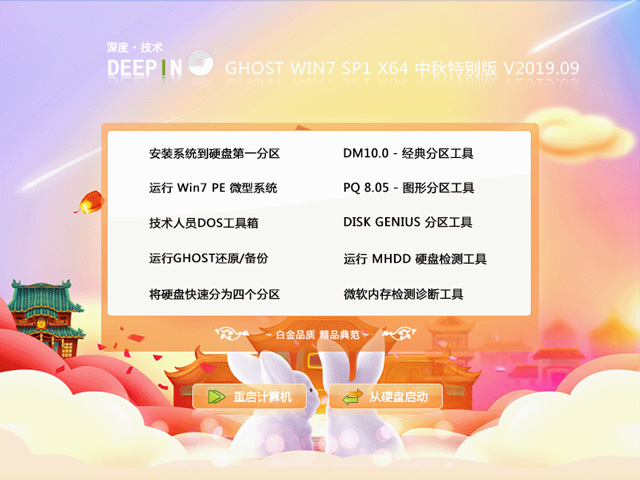 深度·技术
DEEPIN GHOST WIN7 SP1 X64 中秋特别版 V2019.09
安装系统到硬盘第一分区 DM10.0 - 经典分区工具
运行 Win7 PE 微型系统 PQ 8.05 - 图形分区工具
技术人员DOS工具箱 DISK GENIUS 分区工具
运行GHOST还原/备份 运行 MHDD 硬盘检测工具
将硬盘快速分为四个分区 微软内存检测诊断工具
~ 白金品质 精品典范 ~
重启计算机 从硬盘启动